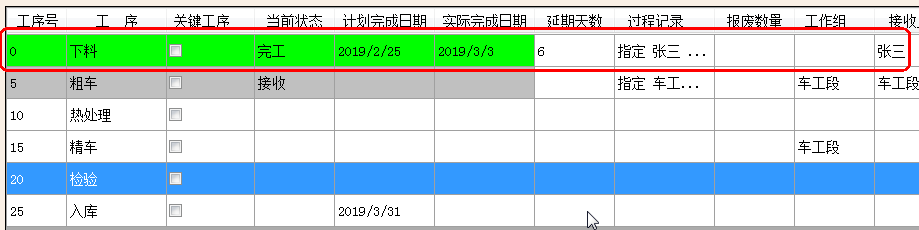 工序号 工 序 关键工序 当前状态 计划完成日期 实际完成日期 延期天数 过程记录 报废数量 工作组 接收
0 下料 完工 2019/2/25 2019/3/3 6 指定 张三 ... 张三
5 粗车 接收 指定 车工... 车工段 车工段
10 热处理
15 精车 车工段
20 检验
25 入库 2019/3/31